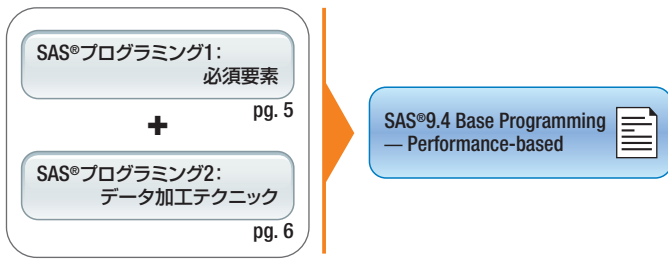 SAS®プログラミング1：
必須要素
pg. 5
+
SAS®プログラミング2：
データ加工テクニック
pg. 6
SAS®9.4 Base Programming
— Performance-based